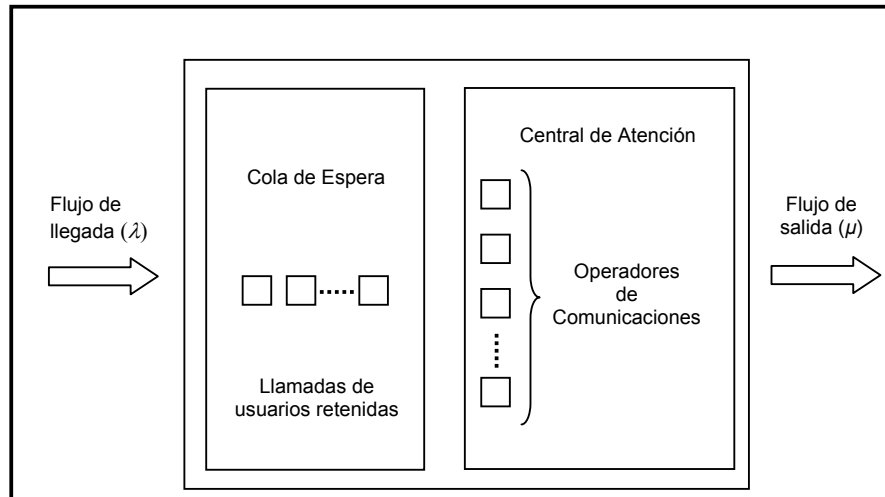 Flujo de
llegada (λ)
Cola de Espera
Llamadas de
usuarios retenidas
Central de Atención
Operadores
de
Comunicaciones
Flujo de
salida (μ)